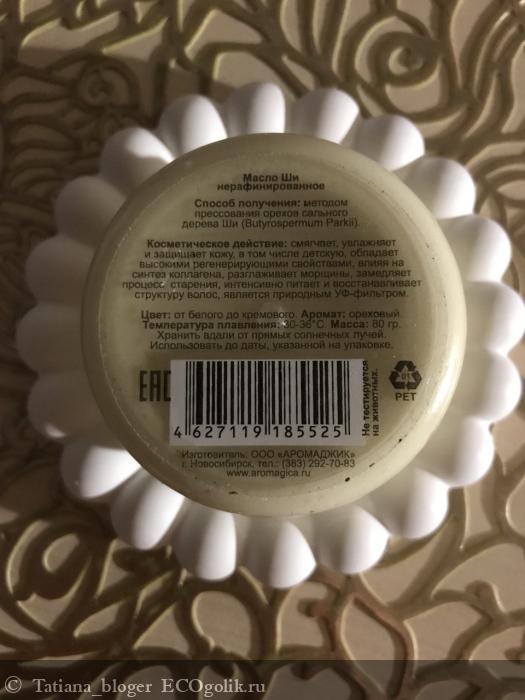 Масло Ши
нерафинированное
Способ получения: методом
прессования орехов сального
дерева Ши (Butyrospermum Parkii).
Косметическое действие: смягчает, увлажняет
и защищает кожу, в том числе детскую, обладает
высокими регенерирующими свойствами, влияя на
синтез коллагена, разглаживает морщины, замедляет
процесс старения, интенсивно питает и восстанавливает
структуру волос, является природным УФ-фильтром.
Цвет: от белого до кремового. Аромат: ореховый.
Температура плавления: 30-36°С. Масса: 80 гр.
Хранить вдали от прямых солнечных лучей.
Использовать до даты, указанной на упаковке.
EAC
4 627119 185525
Не тестируется
на животных
01
PET
Изготовитель: ООО «АРОМАДЖИК»
г. Новосибирск, тел.: (383) 292-70-83
www.aromagica.ru
© Tatiana_bloger ECOgolik.ru